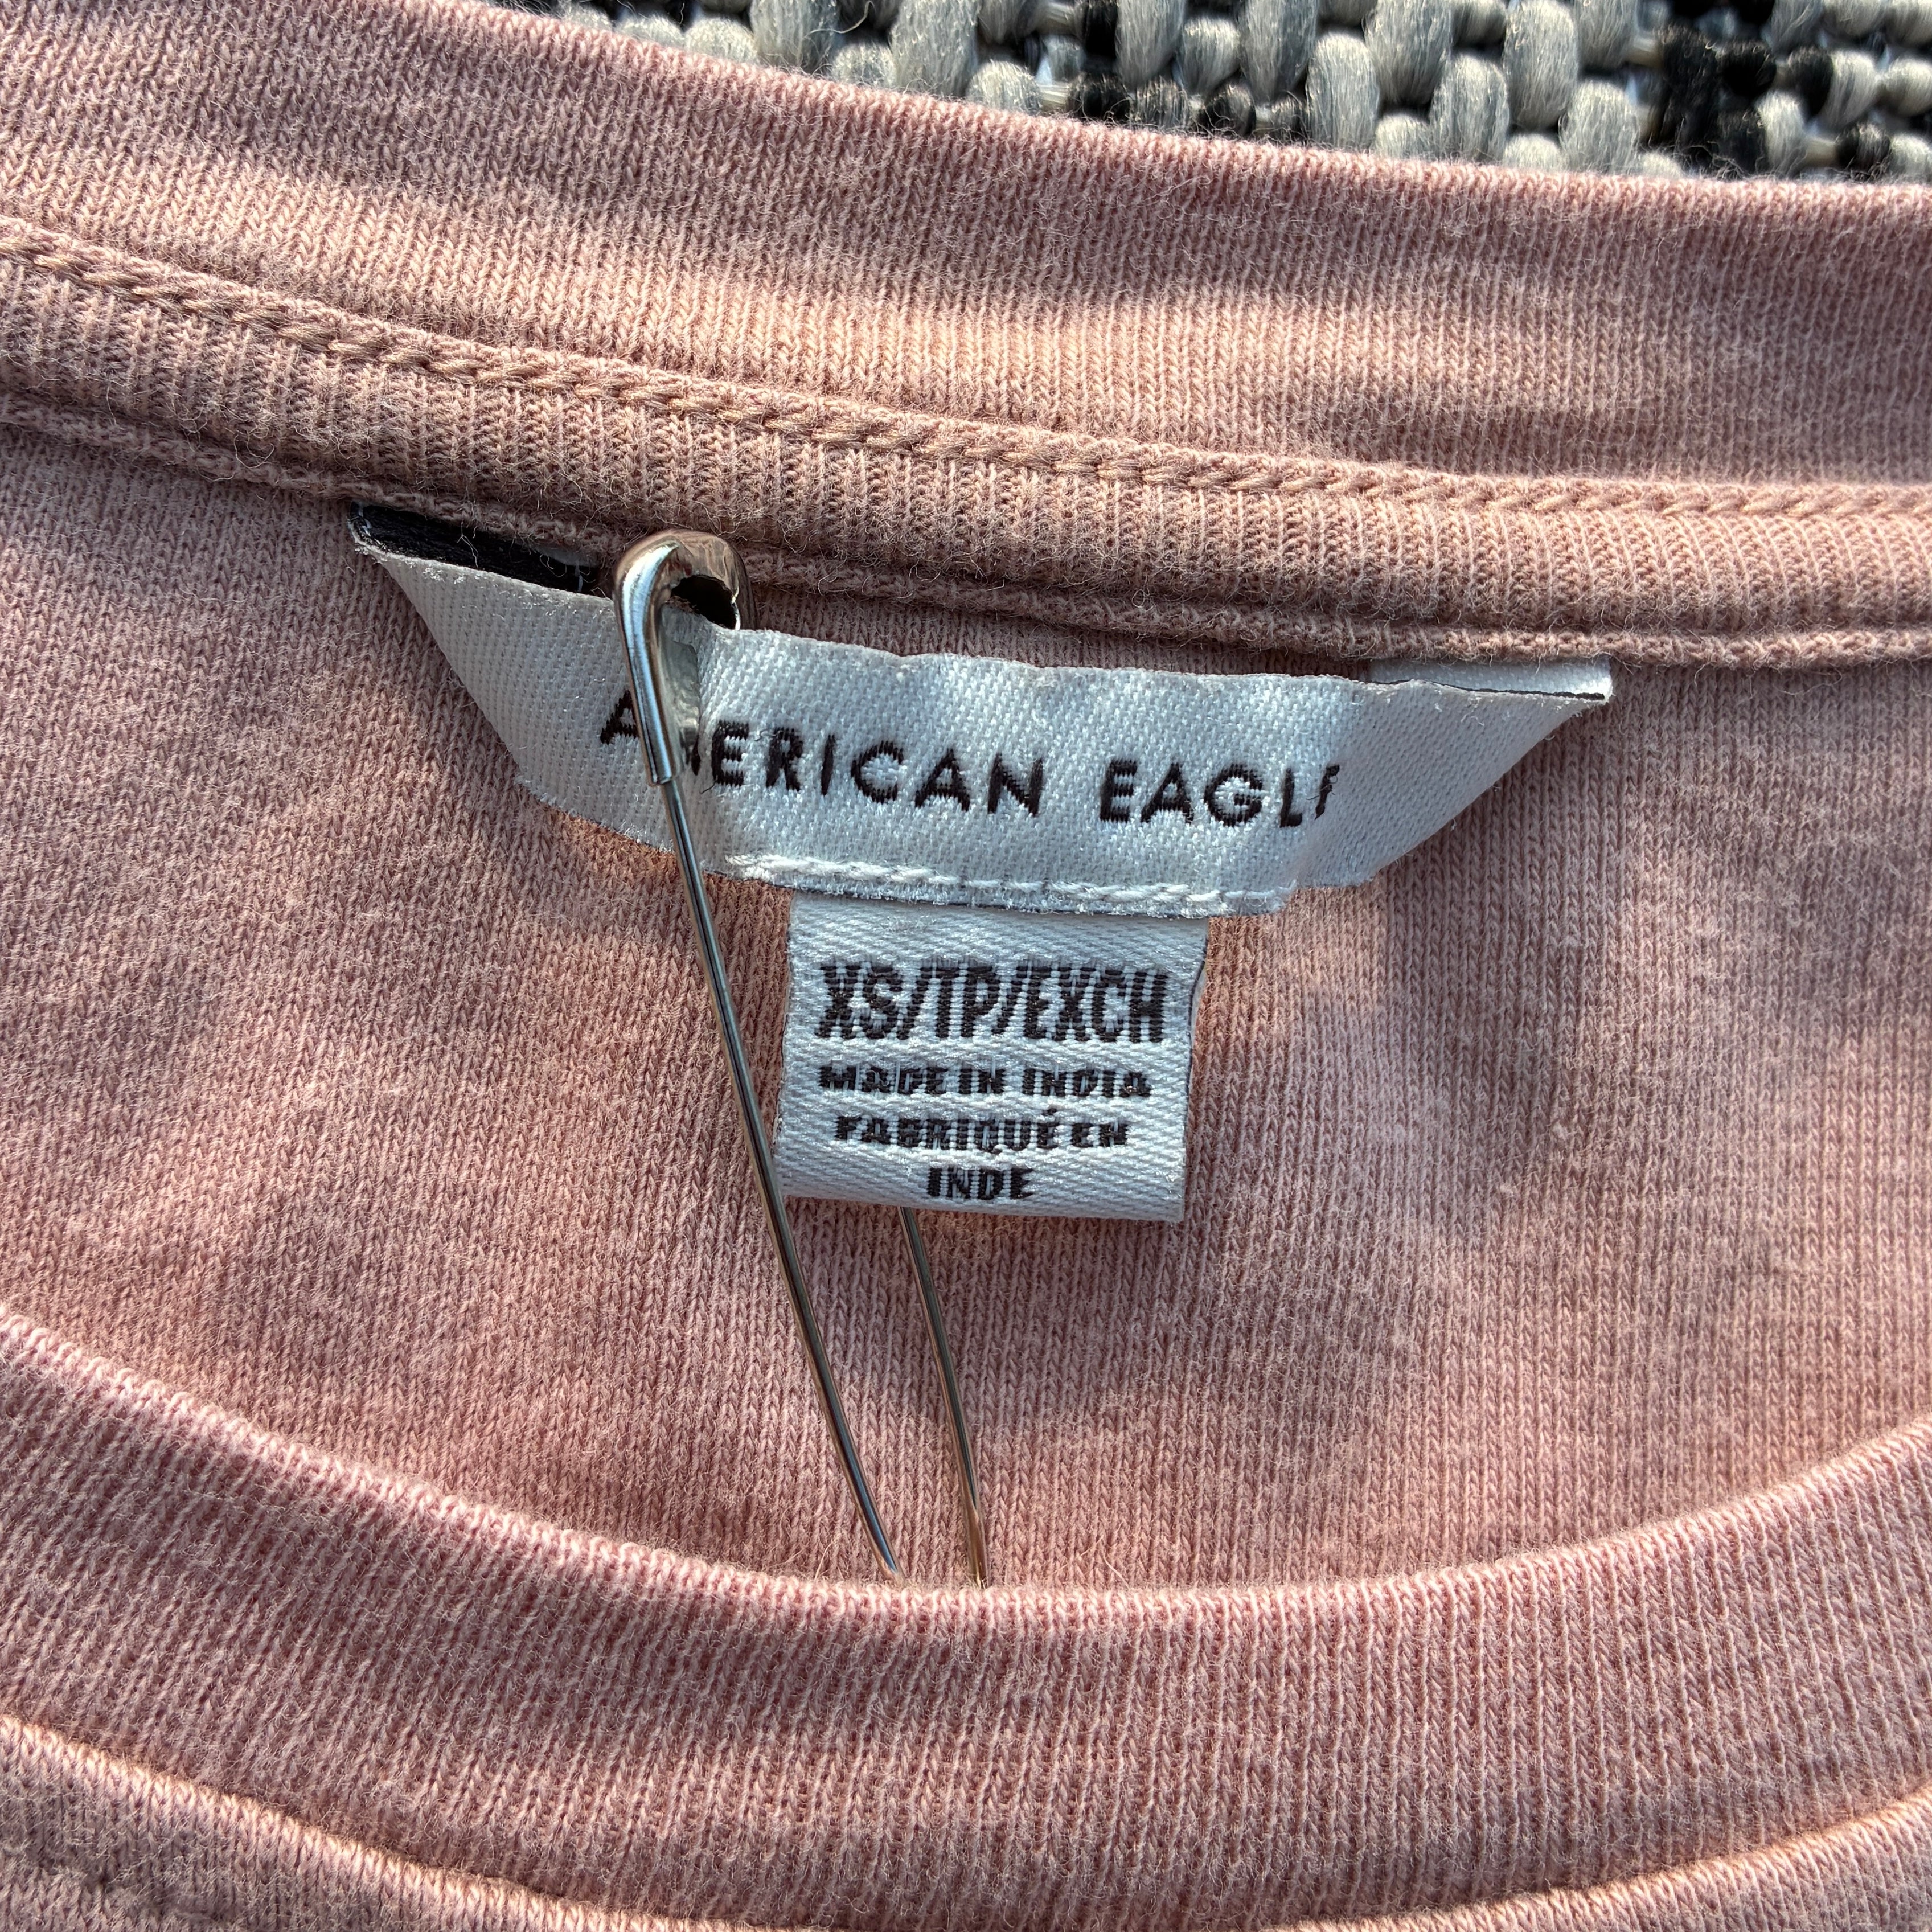 AMERICAN EAGLE
XS/TP/EXCH
MADE IN INDIA
FABRIQUÉ EN
INDE